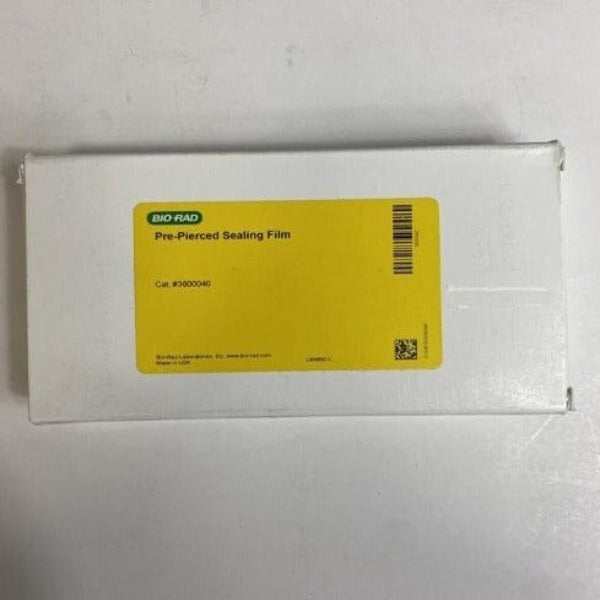 BIO-RAD
Pre-Pierced Sealing Film
Cat. #3600040
Bio-Rad Laboratories, Inc. www.bio-rad.com
Made in USA